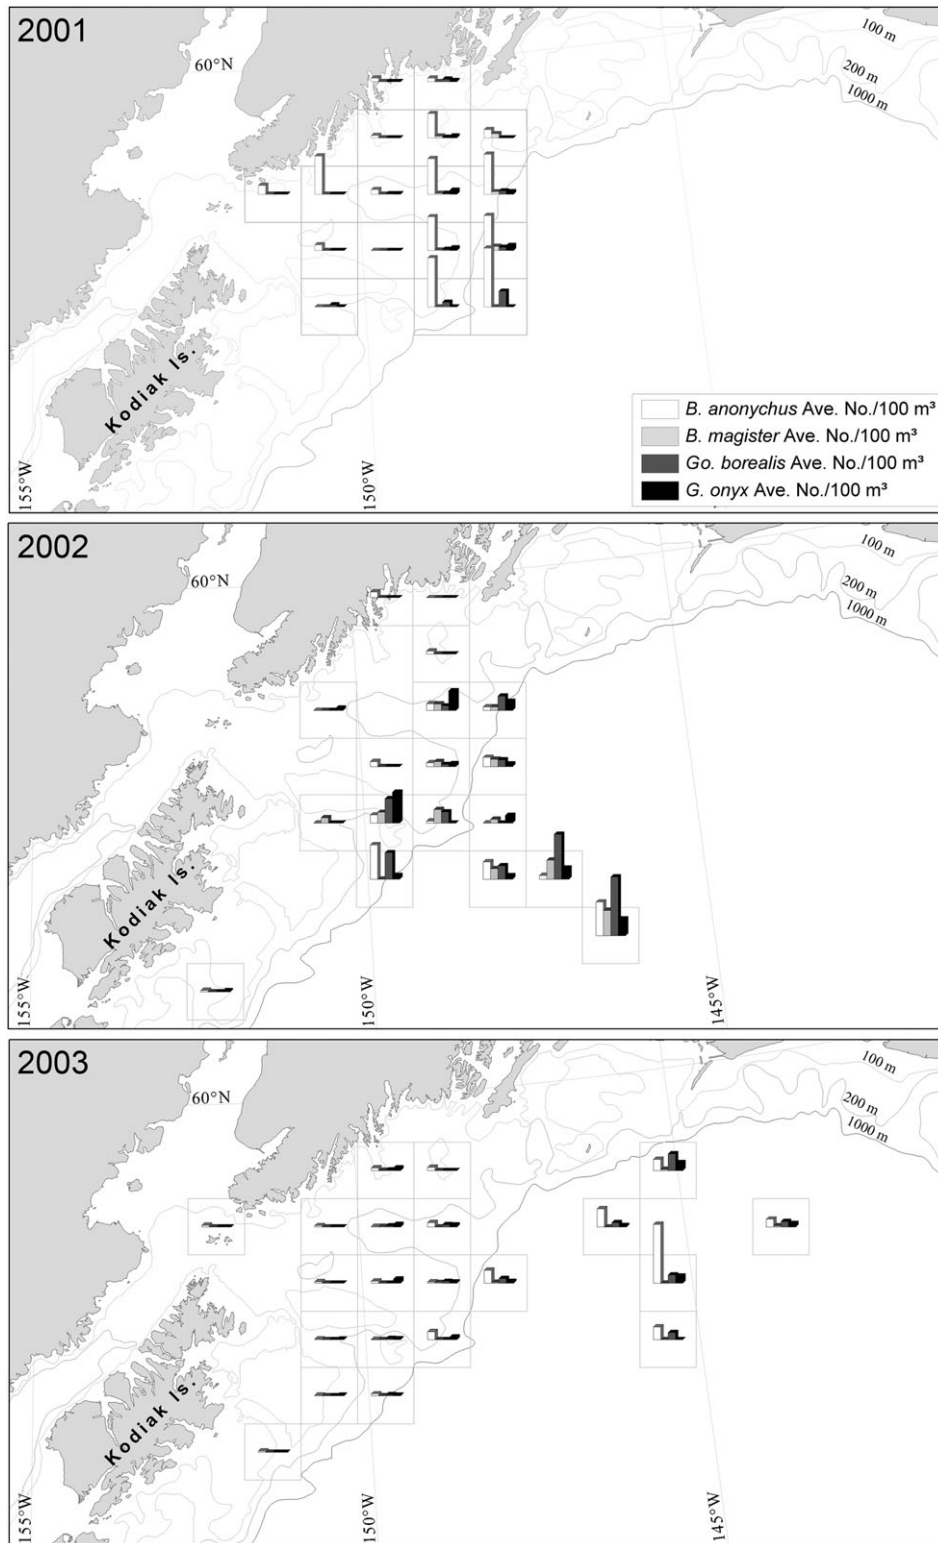 2001
60°N
100 m
200 m
1000 m
Kodiak Is.
155°W
150°W
B. anonychus Ave. No./100 m³
B. magister Ave. No./100 m³
Go. borealis Ave. No./100 m³
G. onyx Ave. No./100 m³
2002
60°N
100 m
200 m
1000 m
Kodiak Is.
155°W
150°W
145°W
2003
60°N
100 m
200 m
1000 m
Kodiak Is.
155°W
150°W
145°W